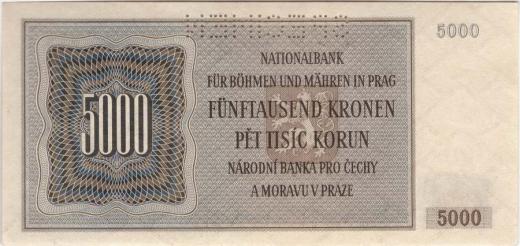 5000
NATIONALBANK
FÜR BÖHMEN UND MÄHREN IN PRAG
5000
FÜNFTAUSEND KRONEN
PĚT TISÍC KORUN
NÁRODNÍ BANKA PRO ČECHY
A MORAVU V PRAZE
5000